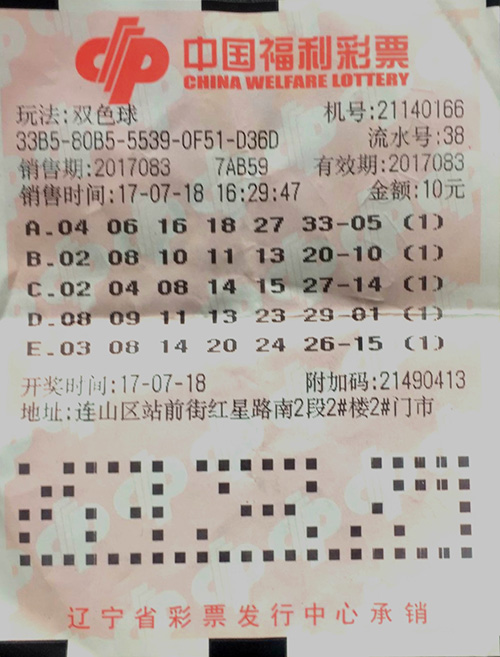 中国福利彩票
CHINA WELFARE LOTTERY
玩法:双色球 机号:21140166
33B5-80B5-5539-0F51-D36D 流水号:38
销售期:2017083 7AB59 有效期:2017083
销售时间:17-07-18 16:29:47 金额:10元
A.04 06 16 18 27 33-05 (1)
B.02 08 10 11 13 20-10 (1)
C.02 04 08 14 15 27-14 (1)
D.08 09 11 13 23 29-01 (1)
E.03 08 14 20 24 26-15 (1)
开奖时间:17-07-18 附加码:21490413
地址:连山区站前街红星路南2段2#楼2#门市
辽宁省彩票发行中心承销